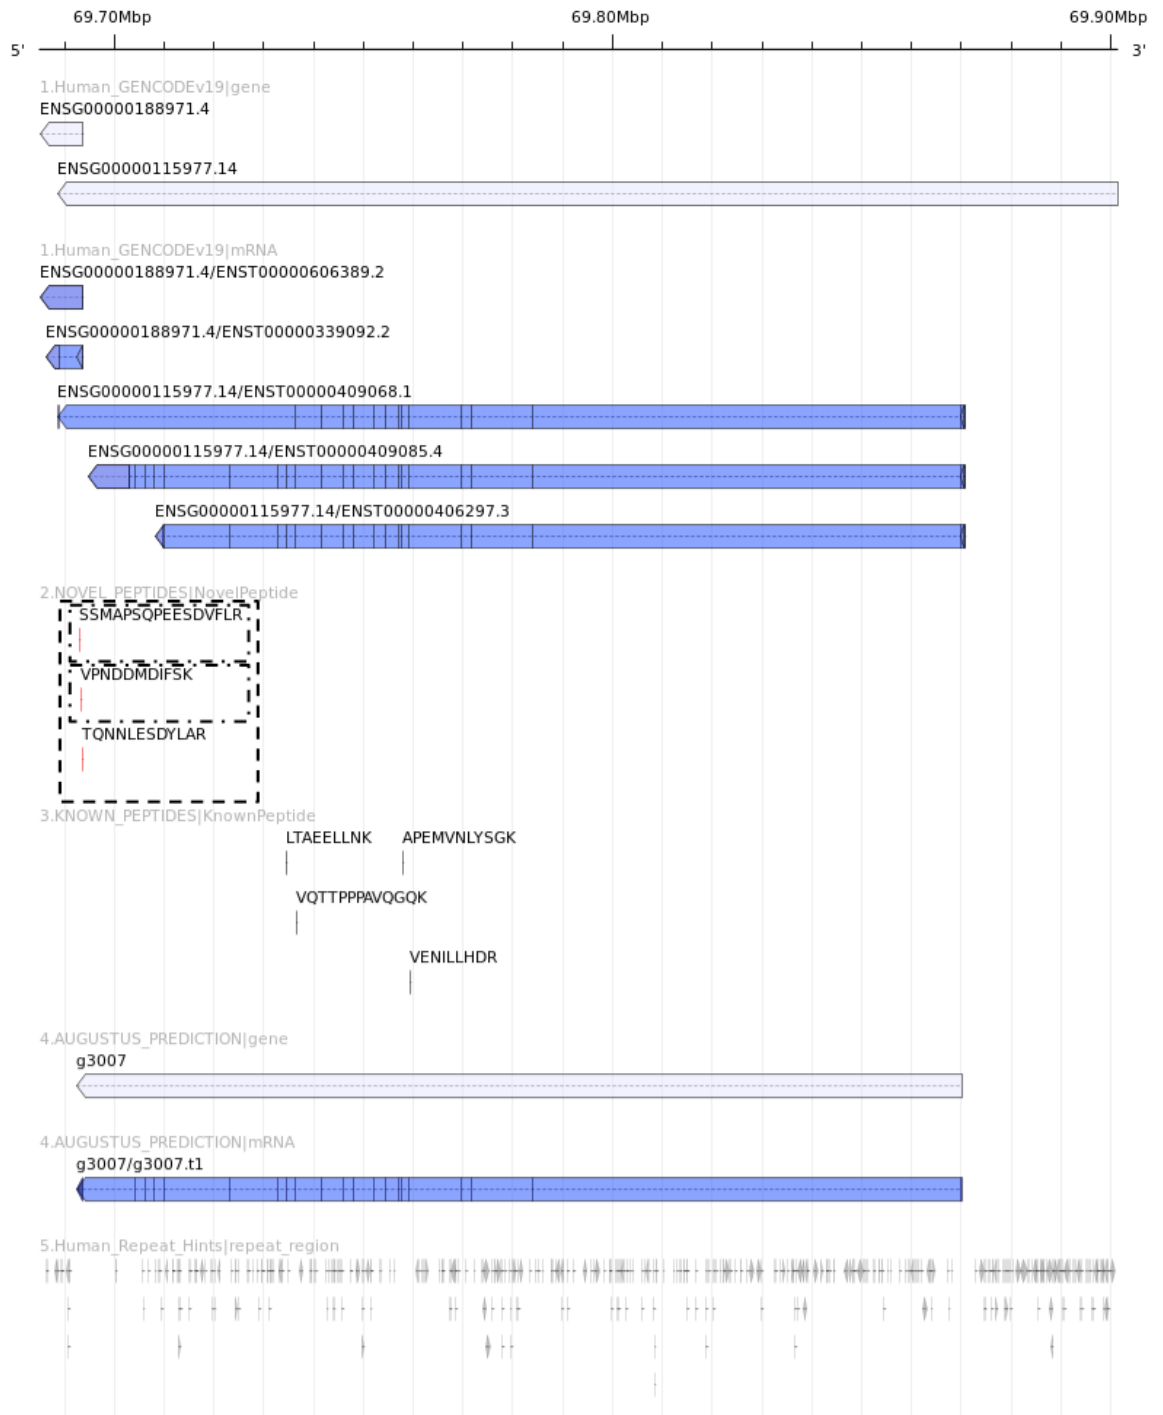 69.70Mbp 69.80Mbp 69.90Mbp
5' 3'
1.Human_GENCODEv19|gene
ENSG00000188971.4
ENSG00000115977.14
1.Human_GENCODEv19|mRNA
ENSG00000188971.4/ENST00000606389.2
ENSG00000188971.4/ENST00000339092.2
ENSG00000115977.14/ENST00000409068.1
ENSG00000115977.14/ENST00000409085.4
ENSG00000115977.14/ENST00000406297.3
2.NOVEL_PEPTIDES|NovelPeptide
SSMAPSQPEESDVFLR
VPNDDMDIFSK
TQNNLESDYLAR
3.KNOWN_PEPTIDES|KnownPeptide
LTAEELLNK APEMVNLYSGK
VQTTPPPAVQGQK
VENILLHDR
4.AUGUSTUS_PREDICTION|gene
g3007
4.AUGUSTUS_PREDICTION|mRNA
g3007/g3007.t1
5.Human_Repeat_Hints|repeat_region